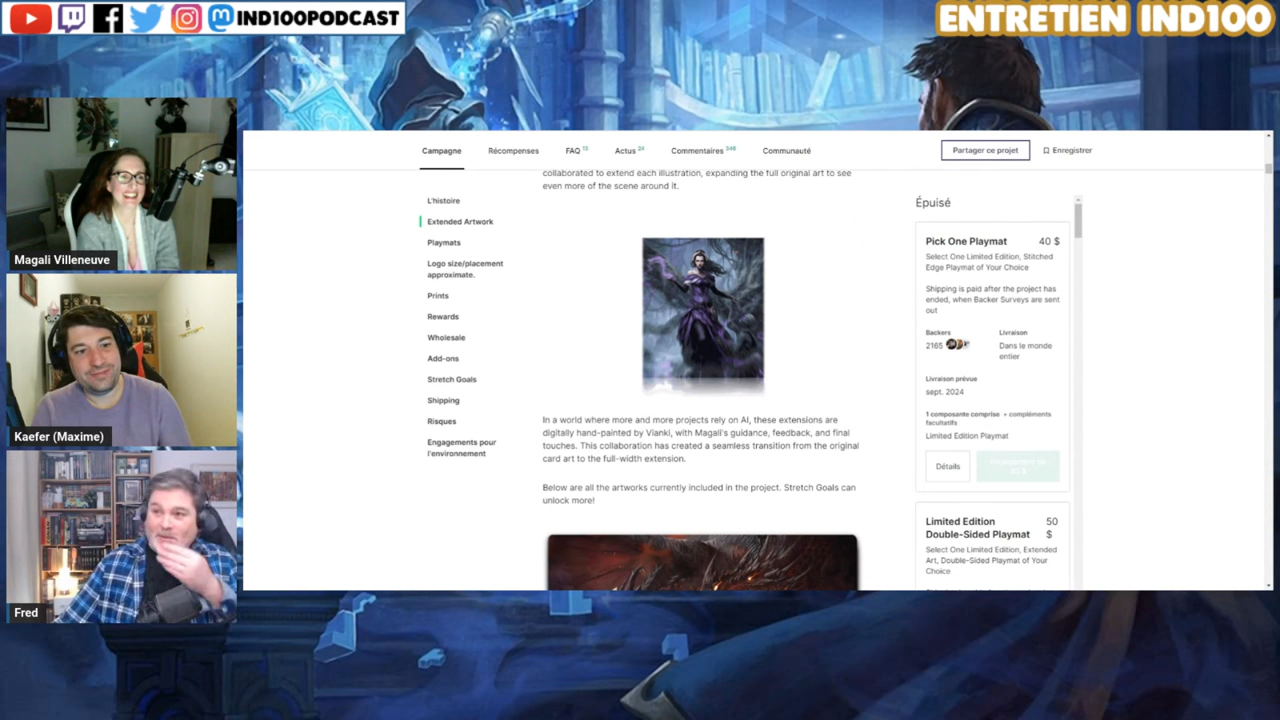 IND100PODCAST
ENTRETIEN IND100
Magali Villeneuve
Kaefer (Maxime)
Fred
Campagne
Récompenses
FAQ 13
Actus 24
Commentaires 346
Communauté
Partager ce projet
Enregistrer
L'histoire
Extended Artwork
Playmats
Logo size/placement
approximate.
Prints
Rewards
Wholesale
Add-ons
Stretch Goals
Shipping
Risques
Engagements pour
l'environnement
collaborated to extend each illustration, expanding the full original art to see
even more of the scene around it.
In a world where more and more projects rely on AI, these extensions are
digitally hand-painted by Vianki, with Magali's guidance, feedback, and final
touches. This collaboration has created a seamless transition from the original
card art to the full-width extension.
Below are all the artworks currently included in the project. Stretch Goals can
unlock more!
Épuisé
Pick One Playmat 40 $
Select One Limited Edition, Stitched
Edge Playmat of Your Choice
Shipping is paid after the project has
ended, when Backer Surveys are sent
out
Backers
2165
Livraison
Dans le monde
entier
Livraison prévue
sept. 2024
1 composante comprise + compléments
facultatifs
Limited Edition Playmat
Détails
Limited Edition 50
Double-Sided Playmat $
Select One Limited Edition, Extended
Art, Double-Sided Playmat of Your
Choice